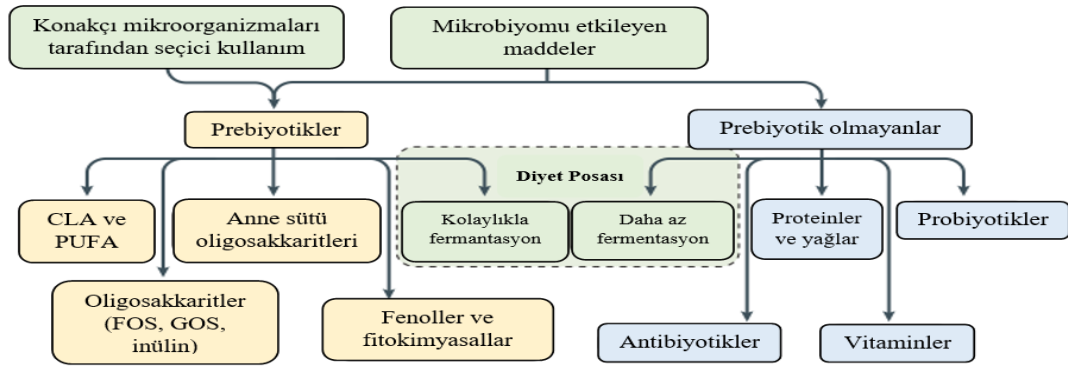 Konakçı mikroorganizmaları
tarafından seçici kullanım
Mikrobiyomu etkileyen
maddeler
Prebiyotikler
Prebiyotik olmayanlar
Diyet Posası
CLA ve
PUFA
Anne sütü
oligosakkaritleri
Kolaylıkla
fermantasyon
Daha az
fermentasyon
Proteinler
ve yağlar
Probiyotikler
Oligosakkaritler
(FOS, GOS,
inülin)
Fenoller ve
fitokimyasallar
Antibiyotikler
Vitaminler